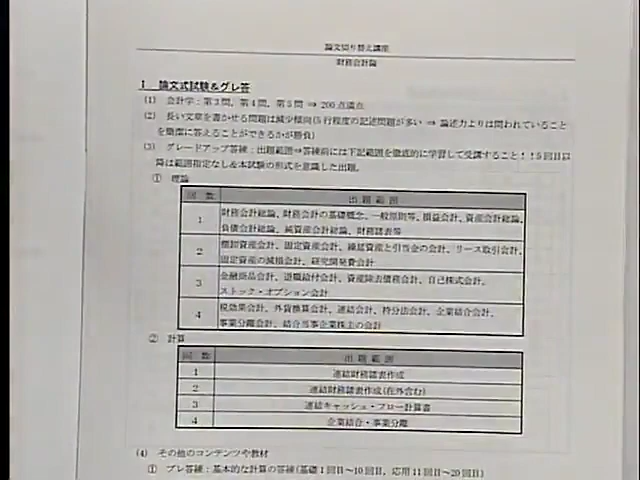 論文切り替え講座
財務会計論
1 論文式試験&グレ答
(1) 会計学:第3問、第4問、第5問 ⇒ 200点満点
(2) 長い文章を書かせる問題は減少傾向(5行程度の記述問題が多い ⇒ 論述力よりは問われていること
を簡潔に答えることができるかが勝負)
(3) グレードアップ答練:出題範囲⇒答練前には下記範囲を徹底的に学習して受講すること!!5回目以
降は範囲指定なし&本試験の形式を意識した出題。
① 理論
回 数 出 題 範 囲
1 財務会計総論、財務会計の基礎概念、一般原則等、損益会計、資産会計総論、
負債会計総論、純資産会計総論、財務諸表等
2 棚卸資産会計、固定資産会計、繰延資産と引当金の会計、リース取引会計、
固定資産の減損会計、研究開発費会計
3 金融商品会計、退職給付会計、資産除去債務会計、自己株式会計、
ストック・オプション会計
4 税効果会計、外貨換算会計、連結会計、持分法会計、企業結合会計、
事業分離会計、結合当事企業株主の会計
② 計算
回 数 出 題 範 囲
1 連結財務諸表作成
2 連結財務諸表作成(在外含む)
3 連結キャッシュ・フロー計算書
4 企業結合・事業分離
(4) その他のコンテンツや教材
① プレ答練:基本的な計算の答練(基礎1回目~10回目、応用11回目~20回目)